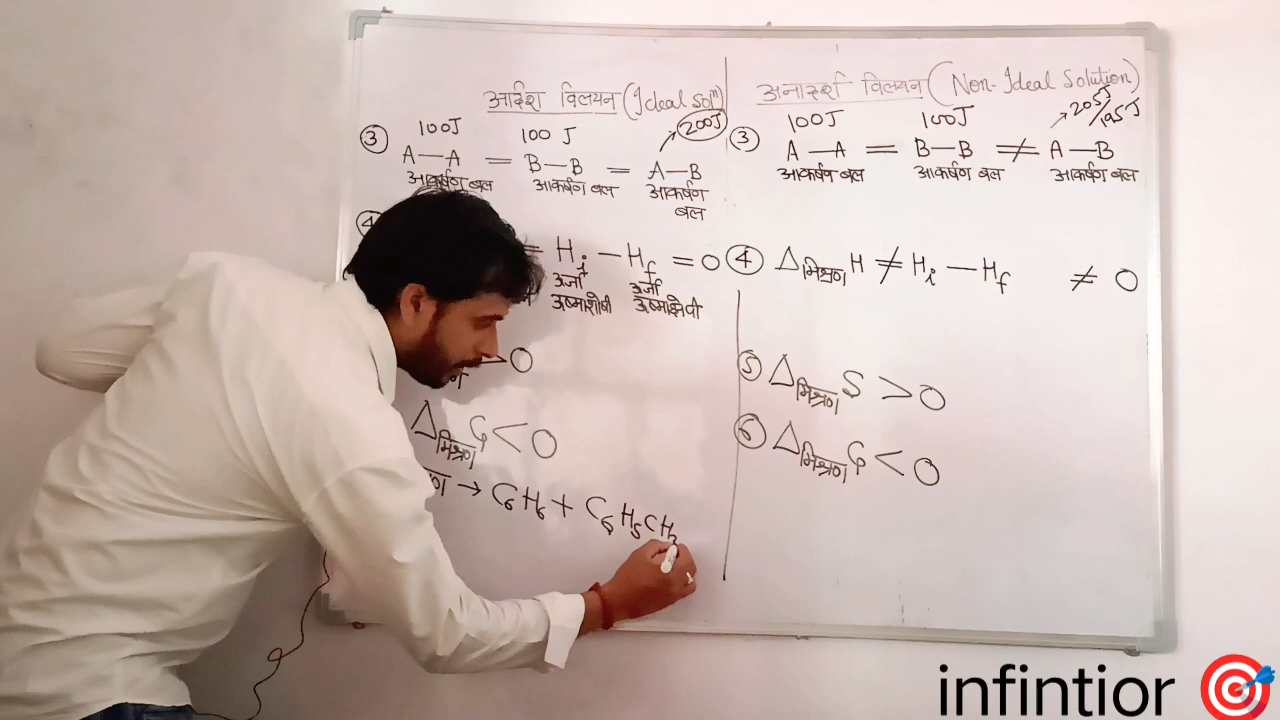 आर्दश विलयन (Ideal solⁿ)
③ 100J 100 J → 200J
A—A = B—B = A—B
आकर्षण बल आकर्षण बल आकर्षण
बल
④ = Hᵢ — H_f = 0
ऊर्जा ऊर्जा
ऊष्माशोषी ऊष्माक्षेपी
>0
Δमिश्रण G < 0
→ C₆H₆ + C₆H₅CH₃
अनादर्श विलयन (Non-Ideal Solution)
③ 100J 100J → 205J/195J
A—A = B—B ≠ A—B
आकर्षण बल आकर्षण बल आकर्षण बल
④ Δमिश्रण H ≠ Hᵢ — H_f ≠ 0
⑤ Δमिश्रण S > 0
⑥ Δमिश्रण G < 0
infintior